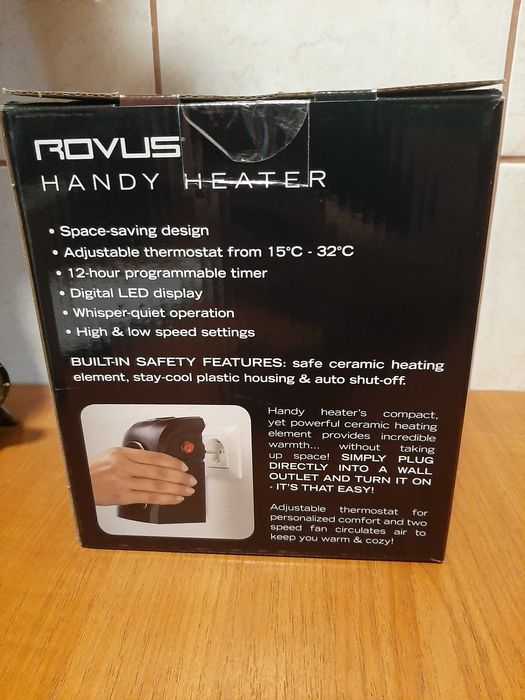 ROVUS
HANDY HEATER
• Space-saving design
• Adjustable thermostat from 15°C - 32°C
• 12-hour programmable timer
• Digital LED display
• Whisper-quiet operation
• High & low speed settings
BUILT-IN SAFETY FEATURES: safe ceramic heating
element, stay-cool plastic housing & auto shut-off.
Handy heater's compact,
yet powerful ceramic heating
element provides incredible
warmth... without taking
up space! SIMPLY PLUG
DIRECTLY INTO A WALL
OUTLET AND TURN IT ON
- IT'S THAT EASY!
Adjustable thermostat for
personalized comfort and two
speed fan circulates air to
keep you warm & cozy!